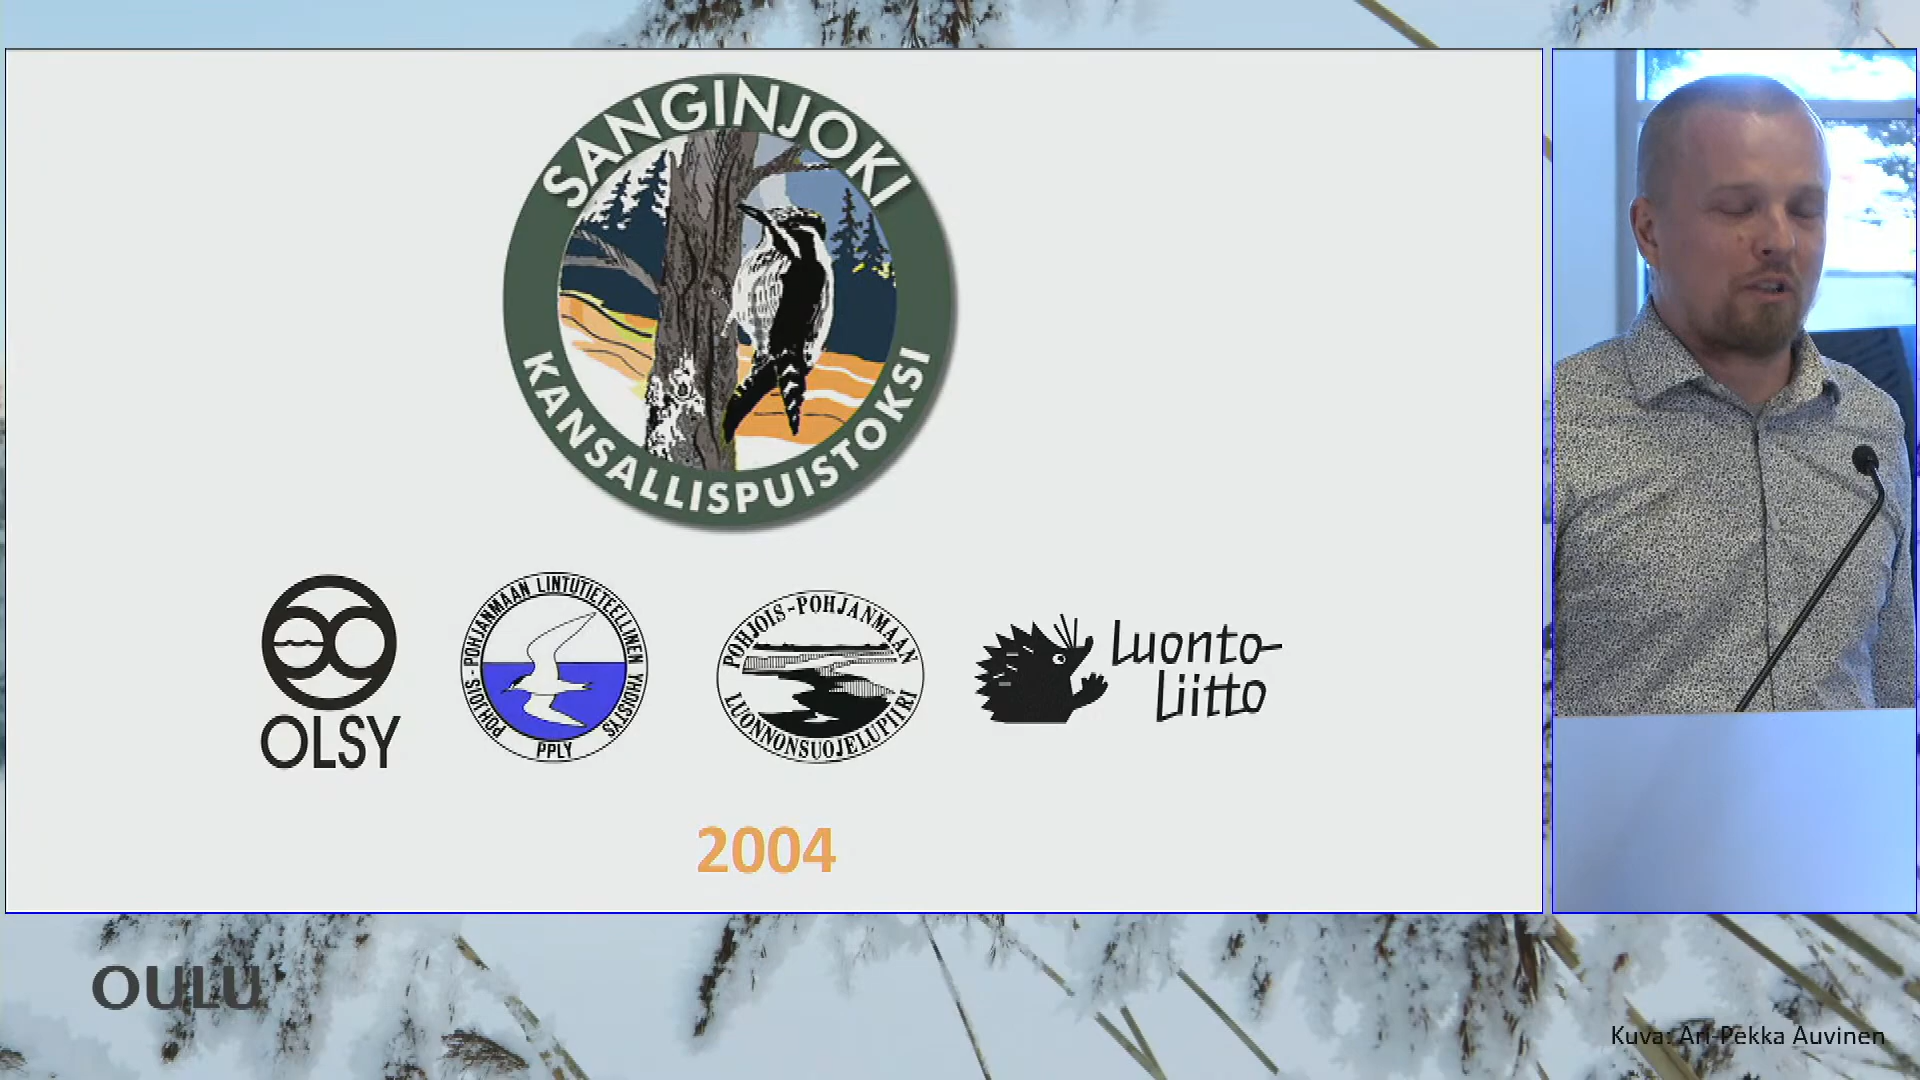 SANGINJOKI
KANSALLISPUISTOKSI
OLSY
POHJOIS-POHJANMAAN LINTUTIETEELLINEN YHDISTYS
PPLY
POHJOIS-POHJANMAAN
LUONNONSUOJELUPIIRI
Luonto-
Liitto
2004
OULU
Kuva: Ari-Pekka Auvinen